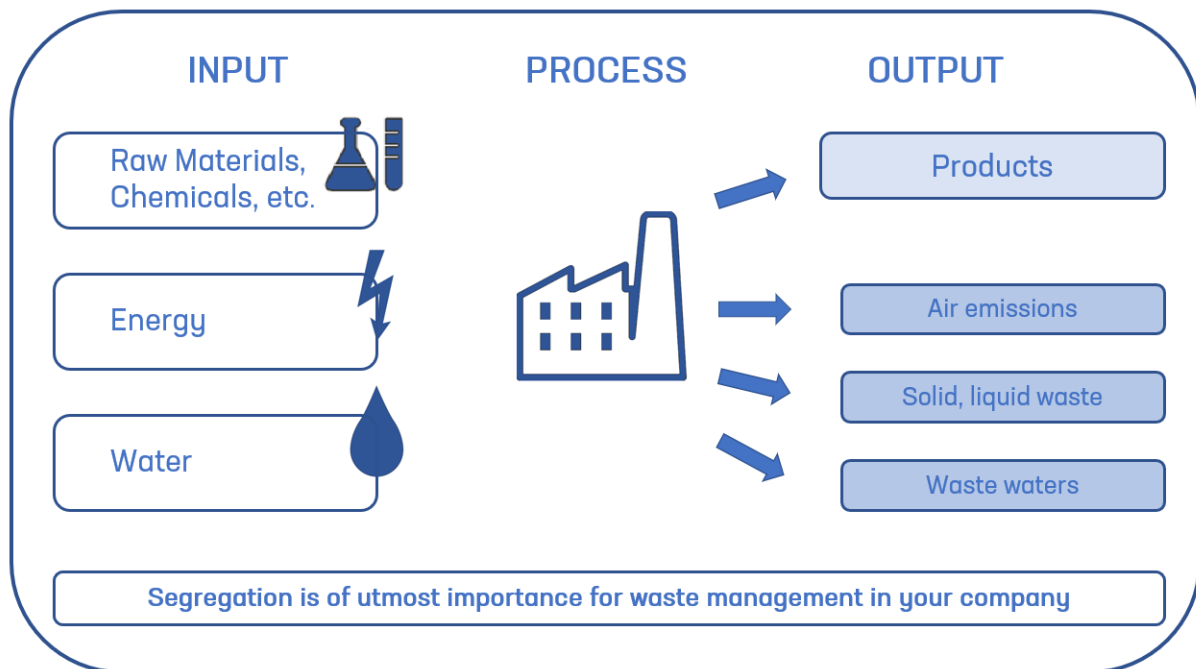 INPUT
PROCESS
OUTPUT
Raw Materials,
Chemicals, etc.
Energy
Water
Products
Air emissions
Solid, liquid waste
Waste waters
Segregation is of utmost importance for waste management in your company